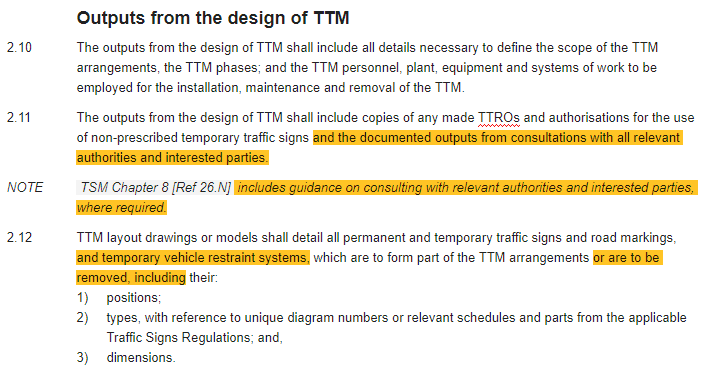 Outputs from the design of TTM
2.10 The outputs from the design of TTM shall include all details necessary to define the scope of the TTM
arrangements, the TTM phases; and the TTM personnel, plant, equipment and systems of work to be
employed for the installation, maintenance and removal of the TTM.
2.11 The outputs from the design of TTM shall include copies of any made TTROs and authorisations for the use
of non-prescribed temporary traffic signs and the documented outputs from consultations with all relevant
authorities and interested parties.
NOTE TSM Chapter 8 [Ref 26.N] includes guidance on consulting with relevant authorities and interested parties,
where required.
2.12 TTM layout drawings or models shall detail all permanent and temporary traffic signs and road markings,
and temporary vehicle restraint systems, which are to form part of the TTM arrangements or are to be
removed, including their:
1) positions;
2) types, with reference to unique diagram numbers or relevant schedules and parts from the applicable
Traffic Signs Regulations; and,
3) dimensions.